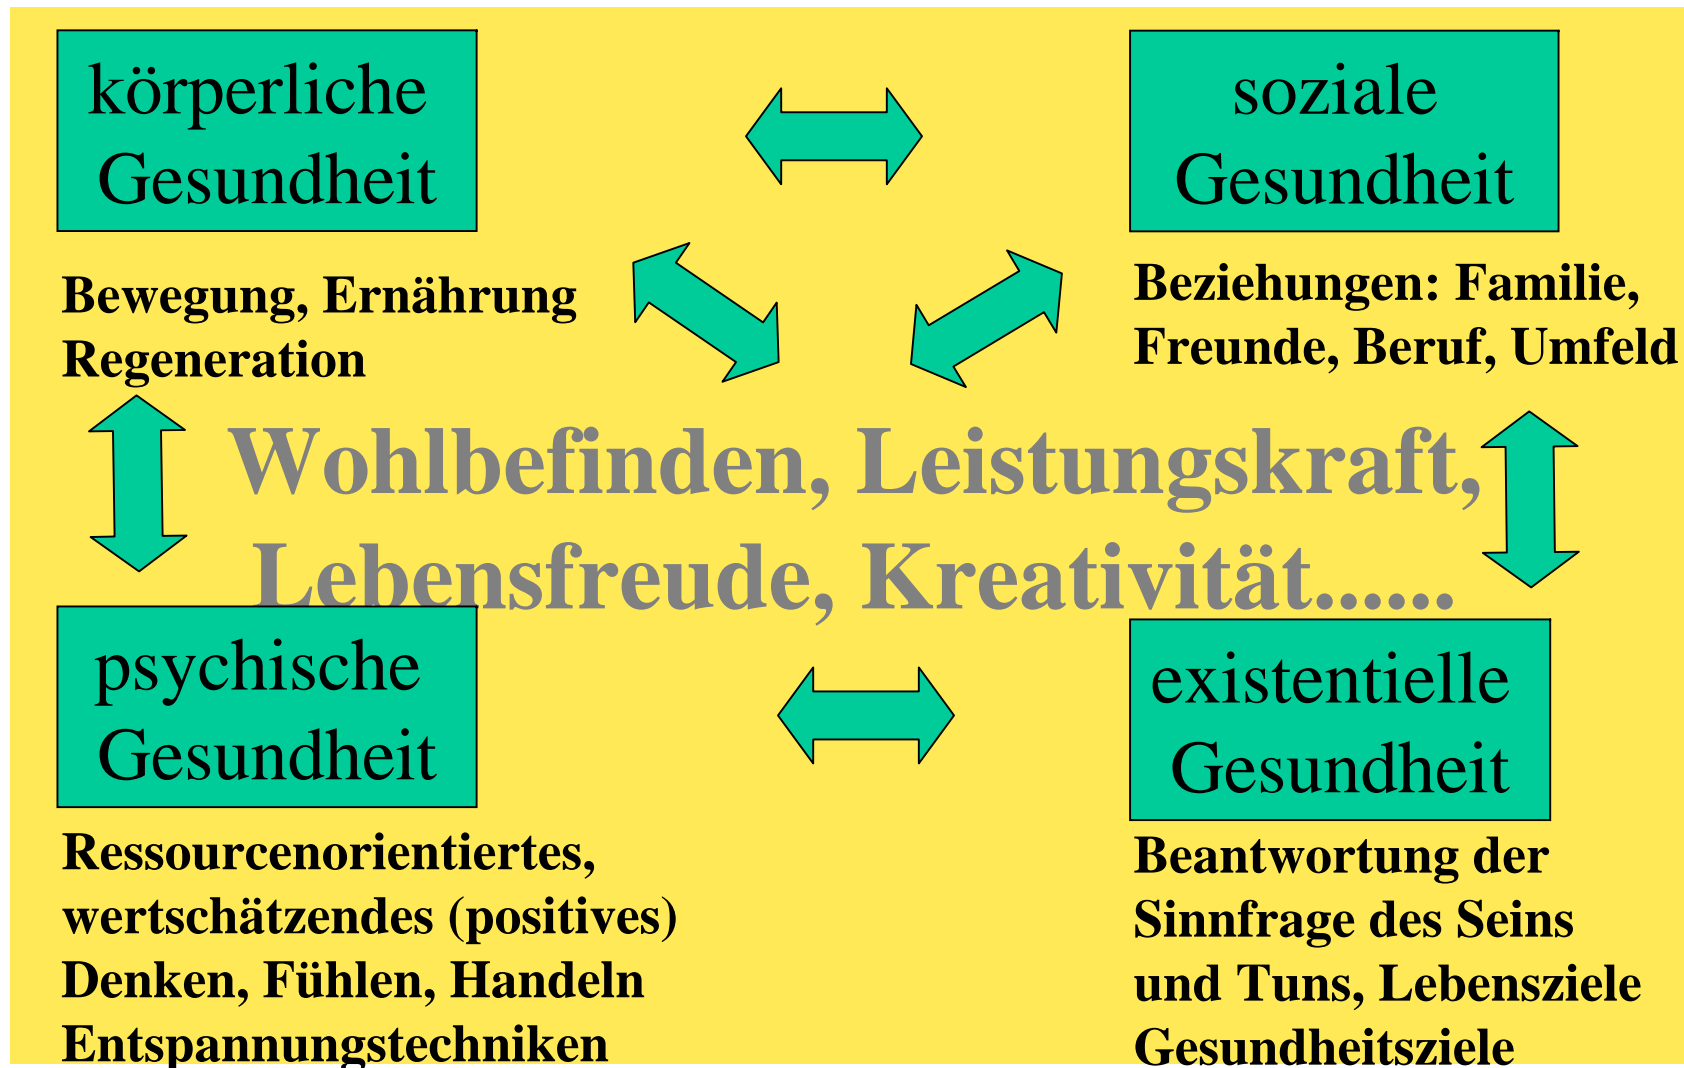 körperliche
Gesundheit
soziale
Gesundheit
Bewegung, Ernährung
Regeneration
Beziehungen: Familie,
Freunde, Beruf, Umfeld
Wohlbefinden, Leistungskraft,
Lebensfreude, Kreativität......
psychische
Gesundheit
existentielle
Gesundheit
Ressourcenorientiertes,
wertschätzendes (positives)
Denken, Fühlen, Handeln
Entspannungstechniken
Beantwortung der
Sinnfrage des Seins
und Tuns, Lebensziele
Gesundheitsziele